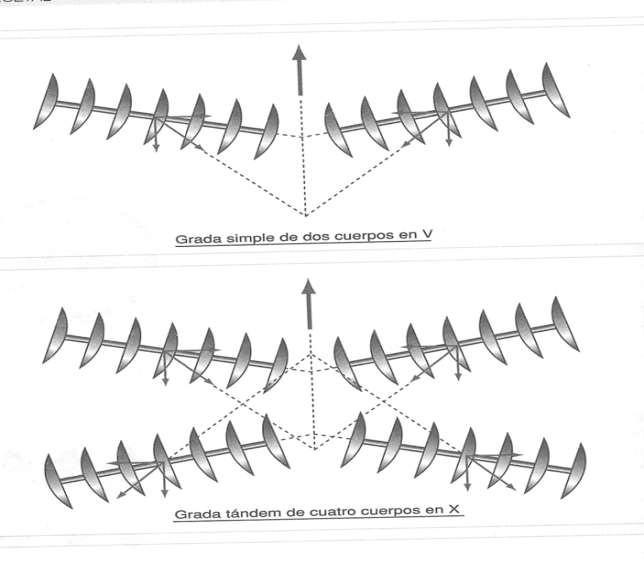 Grada simple de dos cuerpos en V
Grada tándem de cuatro cuerpos en X